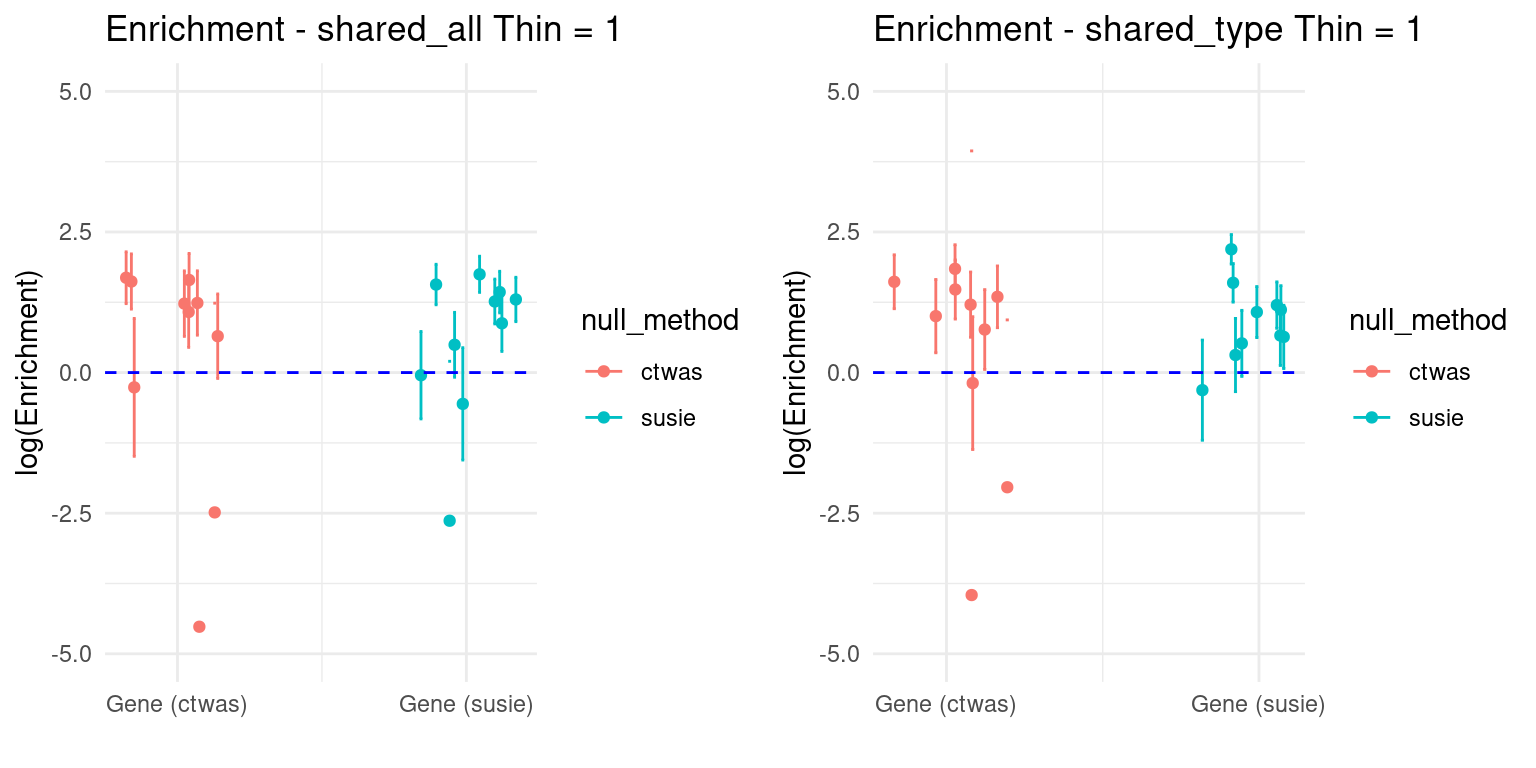 Enrichment - shared_all Thin = 1
log(Enrichment)
5.0
2.5
0.0
-2.5
-5.0
Gene (ctwas)
Gene (susie)
null_method
ctwas
susie
Enrichment - shared_type Thin = 1
log(Enrichment)
5.0
2.5
0.0
-2.5
-5.0
Gene (ctwas)
Gene (susie)
null_method
ctwas
susie